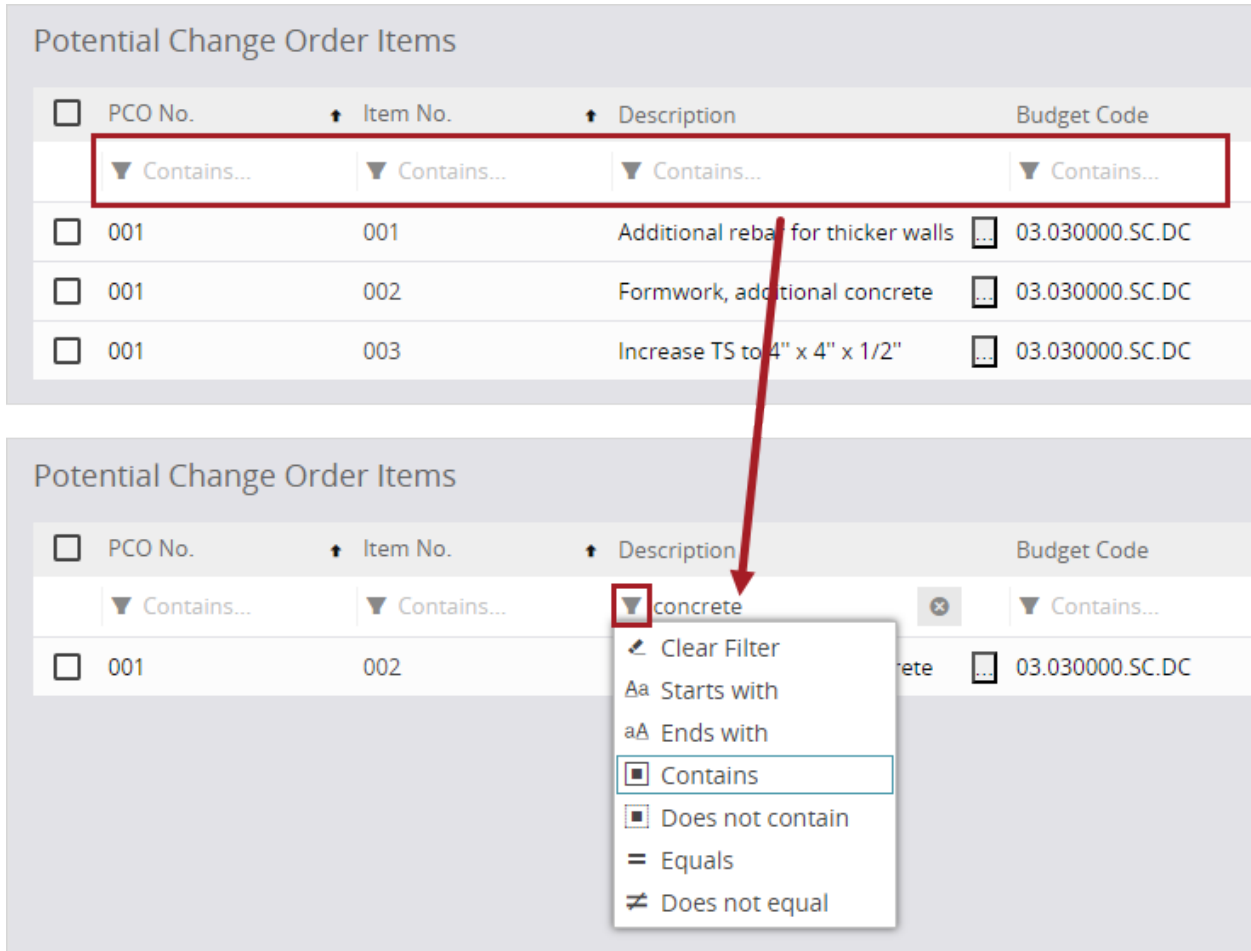 Potential Change Order Items
PCO No. Item No. Description Budget Code
Contains... Contains... Contains... Contains...
001 001 Additional rebar for thicker walls ... 03.030000.SC.DC
001 002 Formwork, additional concrete ... 03.030000.SC.DC
001 003 Increase TS to 4" x 4" x 1/2" ... 03.030000.SC.DC
Potential Change Order Items
PCO No. Item No. Description Budget Code
Contains... Contains... concrete Contains...
Clear Filter
001 002 rete ... 03.030000.SC.DC
Aa Starts with
aA Ends with
Contains
Does not contain
= Equals
≠ Does not equal